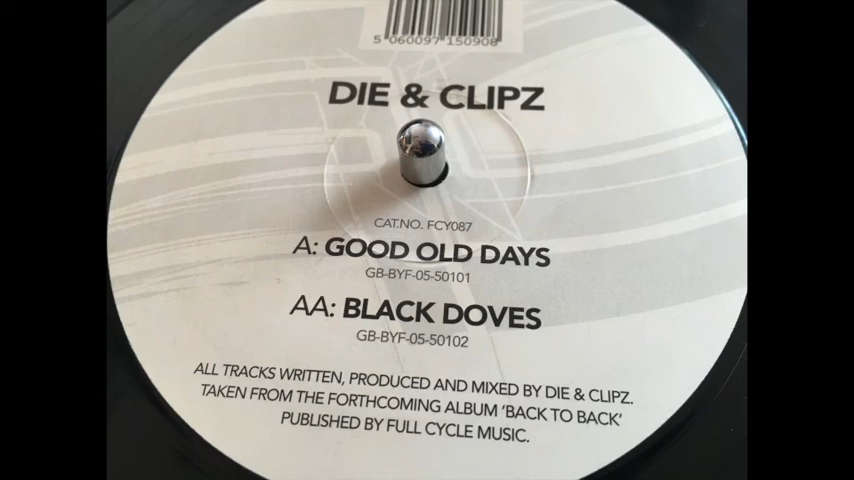 5 060097 150908
DIE & CLIPZ
CAT.NO. FCY087
A: GOOD OLD DAYS
GB-BYF-05-50101
AA: BLACK DOVES
GB-BYF-05-50102
ALL TRACKS WRITTEN, PRODUCED AND MIXED BY DIE & CLIPZ.
TAKEN FROM THE FORTHCOMING ALBUM 'BACK TO BACK'
PUBLISHED BY FULL CYCLE MUSIC.